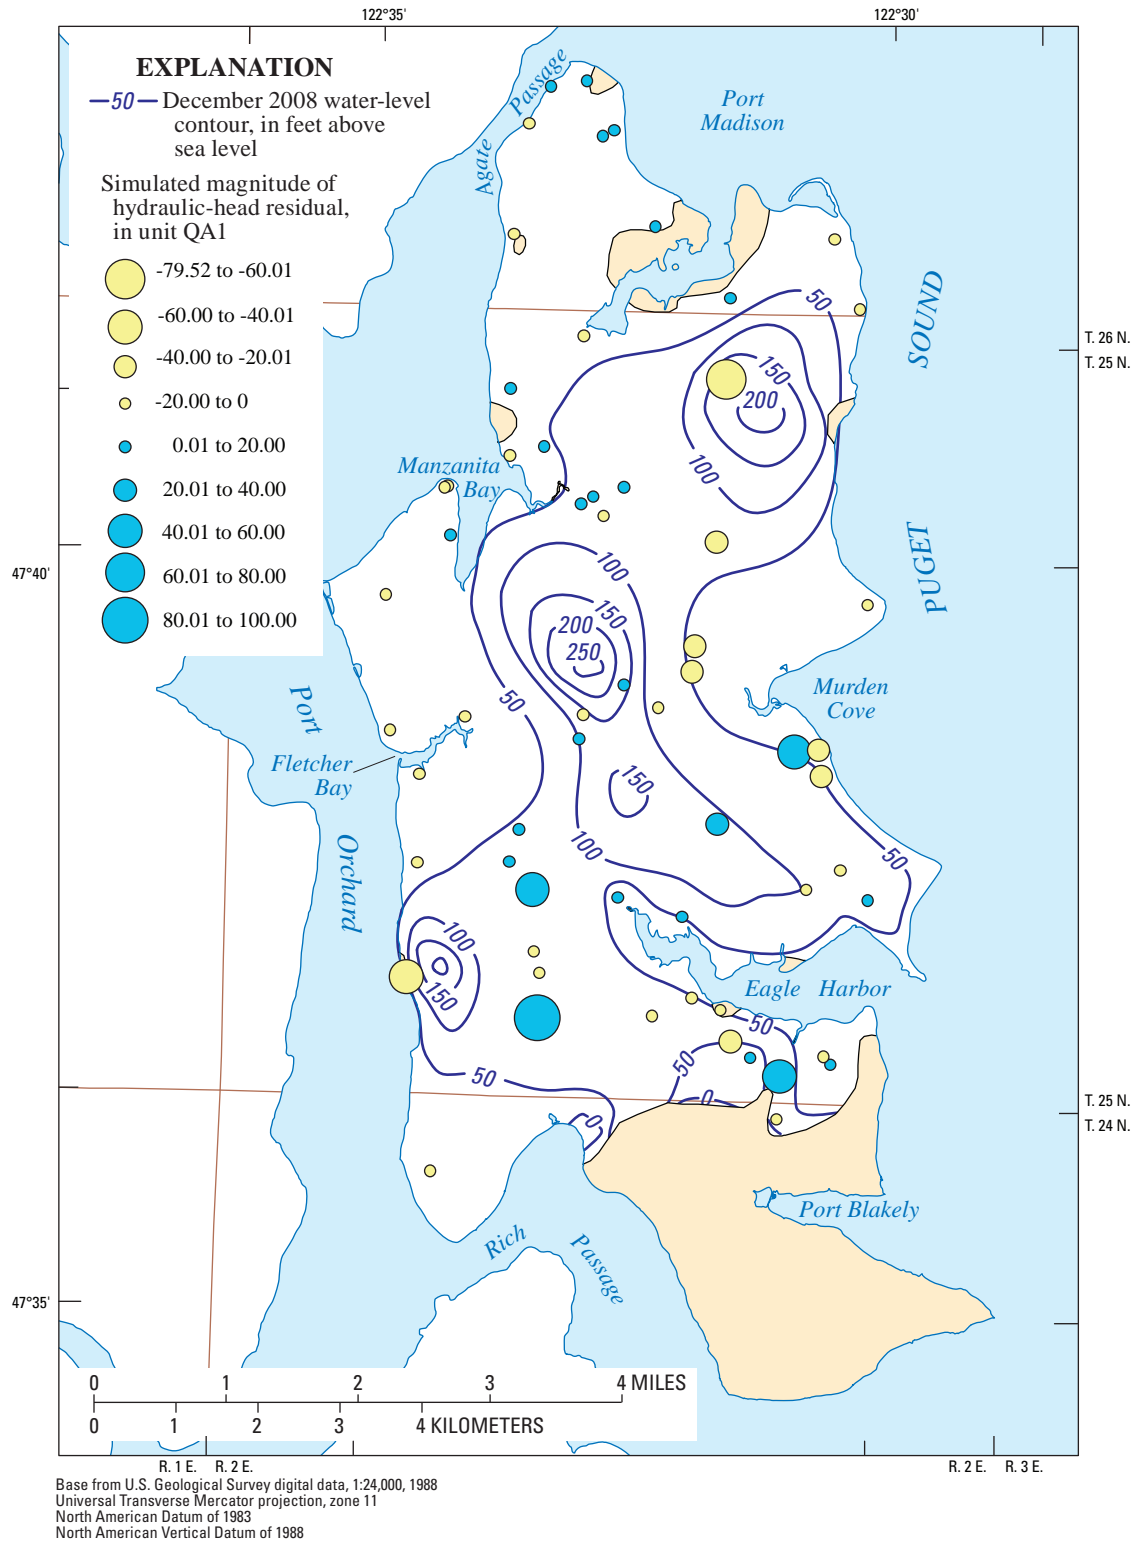 122°35'
122°30'
EXPLANATION
50
December 2008 water-level
contour, in feet above
sea level
Simulated magnitude of
hydraulic-head residual,
in unit QA1
-79.52 to -60.01
-60.00 to -40.01
-40.00 to -20.01
-20.00 to 0
0.01 to 20.00
20.01 to 40.00
40.01 to 60.00
60.01 to 80.00
80.01 to 100.00
Agate Passage
Port
Madison
PUGET SOUND
50
150
200
100
T. 26 N.
T. 25 N.
Manzanita
Bay
47°40'
100
150
200
250
50
Murden
Cove
Port Orchard
Fletcher
Bay
150
100
50
100
150
Eagle Harbor
50
50
50
0
0
T. 25 N.
T. 24 N.
Port Blakely
Rich Passage
47°35'
0 1 2 3 4 MILES
0 1 2 3 4 KILOMETERS
R. 1 E. R. 2 E.
R. 2 E. R. 3 E.
Base from U.S. Geological Survey digital data, 1:24,000, 1988
Universal Transverse Mercator projection, zone 11
North American Datum of 1983
North American Vertical Datum of 1988